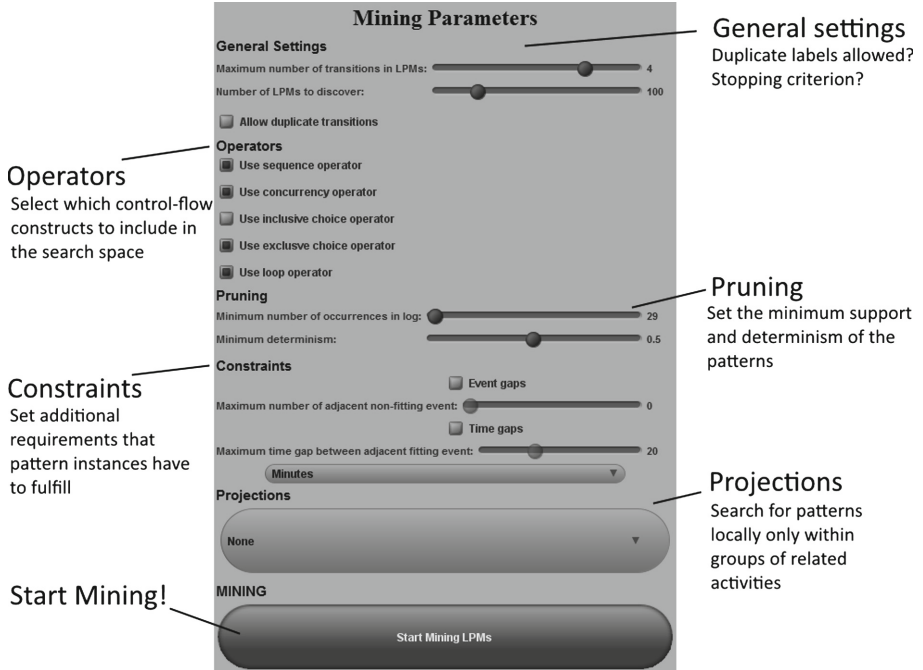 Mining Parameters
General Settings
Maximum number of transitions in LPMs: 4
Number of LPMs to discover: 100
Allow duplicate transitions
Operators
Use sequence operator
Use concurrency operator
Use inclusive choice operator
Use exclusve choice operator
Use loop operator
Pruning
Minimum number of occurrences in log: 29
Minimum determinism: 0.5
Constraints
Event gaps
Maximum number of adjacent non-fitting event: 0
Time gaps
Maximum time gap between adjacent fitting event: 20
Minutes
Projections
None
MINING
Start Mining LPMs
General settings
Duplicate labels allowed?
Stopping criterion?
Operators
Select which control-flow
constructs to include in
the search space
Pruning
Set the minimum support
and determinism of the
patterns
Constraints
Set additional
requirements that
pattern instances have
to fulfill
Projections
Search for patterns
locally only within
groups of related
activities
Start Mining!